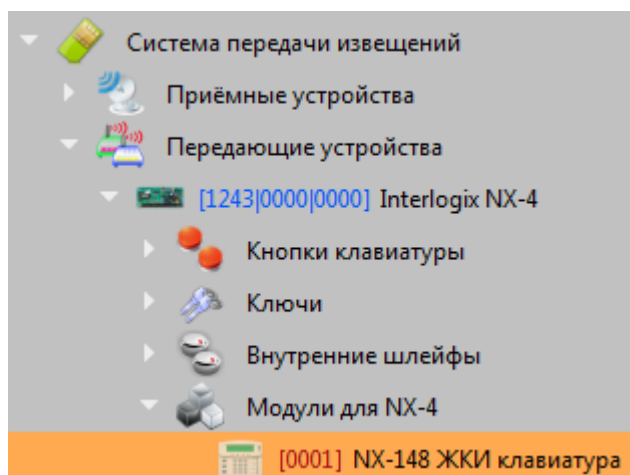 Система передачи извещений
Приёмные устройства
Передающие устройства
[1243|0000|0000] Interlogix NX-4
Кнопки клавиатуры
Ключи
Внутренние шлейфы
Модули для NX-4
[0001] NX-148 ЖКИ клавиатура